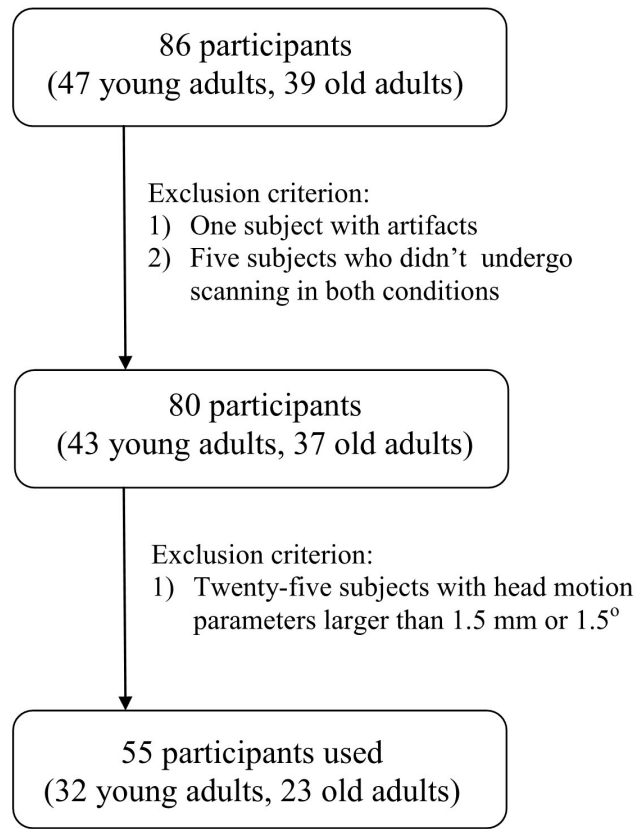 86 participants
(47 young adults, 39 old adults)
Exclusion criterion:
1) One subject with artifacts
2) Five subjects who didn’t undergo
scanning in both conditions
80 participants
(43 young adults, 37 old adults)
Exclusion criterion:
1) Twenty-five subjects with head motion
parameters larger than 1.5 mm or 1.5°
55 participants used
(32 young adults, 23 old adults)